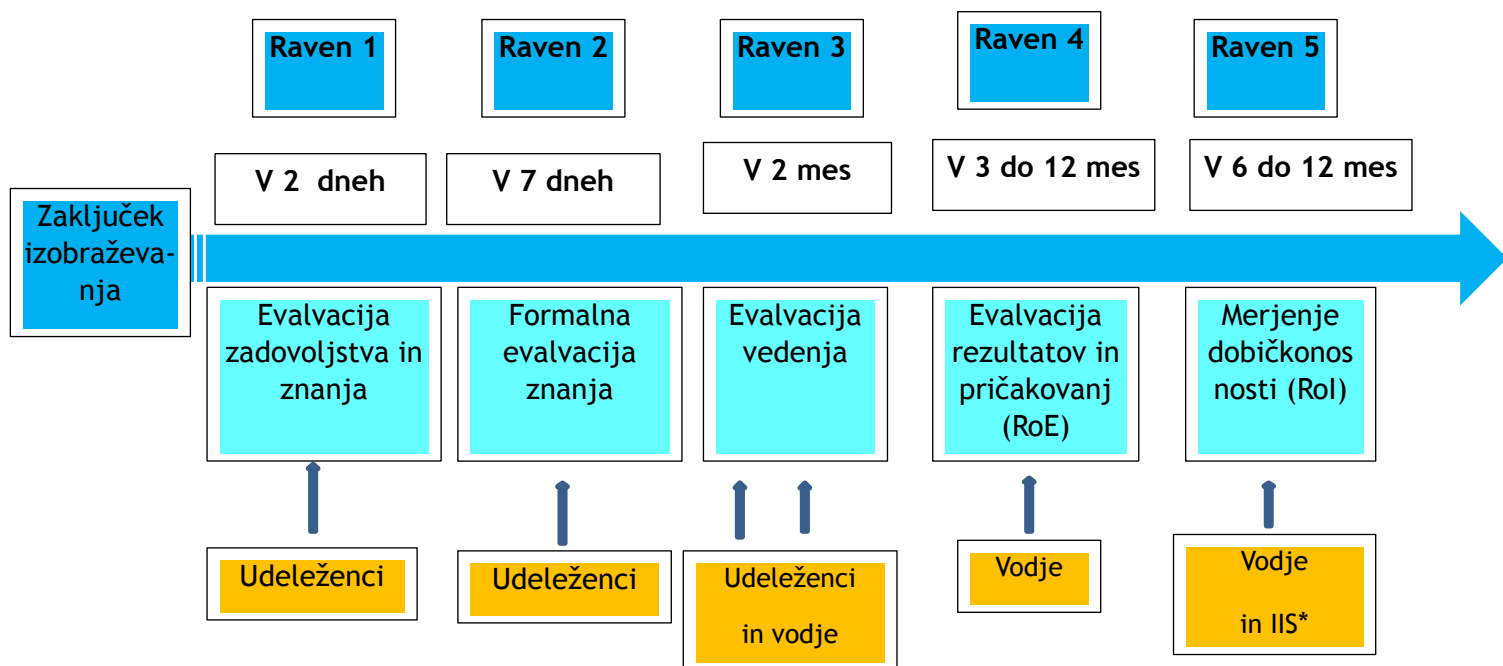 Raven 1
Raven 2
Raven 3
Raven 4
Raven 5
V 2 dneh
V 7 dneh
V 2 mes
V 3 do 12 mes
V 6 do 12 mes
Zaključek
izobraževa-
nja
Evalvacija
zadovoljstva in
znanja
Formalna
evalvacija
znanja
Evalvacija
vedenja
Evalvacija
rezultatov in
pričakovanj
(RoE)
Merjenje
dobičkonos
nosti (RoI)
Udeleženci
Udeleženci
Udeleženci
in vodje
Vodje
Vodje
in IIS*